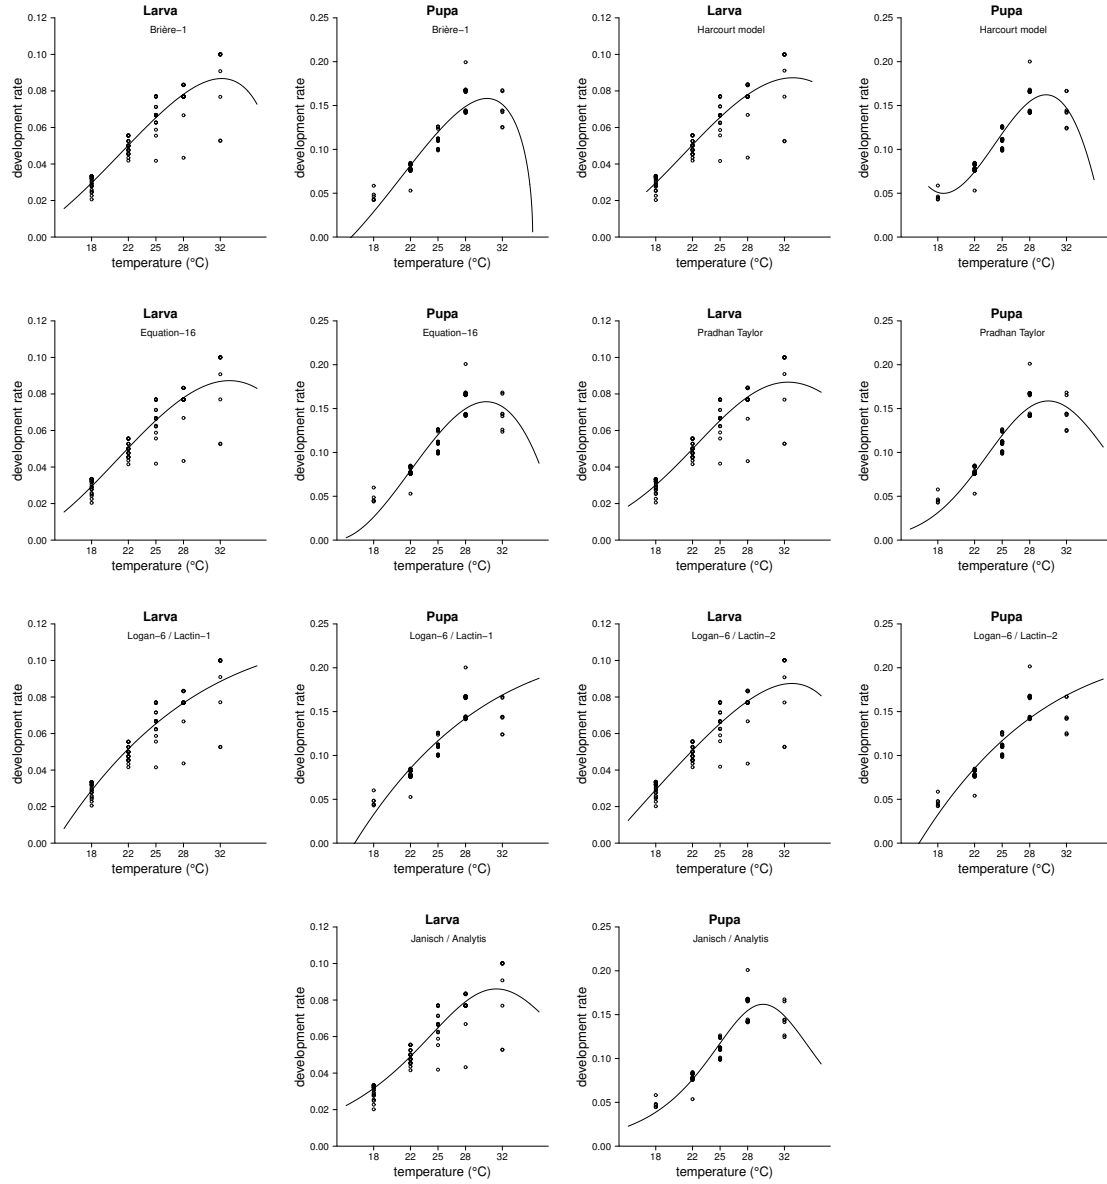 Larva
Brière−1
0.12
0.10
0.08
0.06
0.04
0.02
0.00
development rate
18 22 25 28 32
temperature (°C)
Pupa
Brière−1
0.25
0.20
0.15
0.10
0.05
0.00
development rate
18 22 25 28 32
temperature (°C)
Larva
Harcourt model
0.12
0.10
0.08
0.06
0.04
0.02
0.00
development rate
18 22 25 28 32
temperature (°C)
Pupa
Harcourt model
0.25
0.20
0.15
0.10
0.05
0.00
development rate
18 22 25 28 32
temperature (°C)
Larva
Equation−16
0.12
0.10
0.08
0.06
0.04
0.02
0.00
development rate
18 22 25 28 32
temperature (°C)
Pupa
Equation−16
0.25
0.20
0.15
0.10
0.05
0.00
development rate
18 22 25 28 32
temperature (°C)
Larva
Pradhan Taylor
0.12
0.10
0.08
0.06
0.04
0.02
0.00
development rate
18 22 25 28 32
temperature (°C)
Pupa
Pradhan Taylor
0.25
0.20
0.15
0.10
0.05
0.00
development rate
18 22 25 28 32
temperature (°C)
Larva
Logan−6 / Lactin−1
0.12
0.10
0.08
0.06
0.04
0.02
0.00
development rate
18 22 25 28 32
temperature (°C)
Pupa
Logan−6 / Lactin−1
0.25
0.20
0.15
0.10
0.05
0.00
development rate
18 22 25 28 32
temperature (°C)
Larva
Logan−6 / Lactin−2
0.12
0.10
0.08
0.06
0.04
0.02
0.00
development rate
18 22 25 28 32
temperature (°C)
Pupa
Logan−6 / Lactin−2
0.25
0.20
0.15
0.10
0.05
0.00
development rate
18 22 25 28 32
temperature (°C)
Larva
Janisch / Analytis
0.12
0.10
0.08
0.06
0.04
0.02
0.00
development rate
18 22 25 28 32
temperature (°C)
Pupa
Janisch / Analytis
0.25
0.20
0.15
0.10
0.05
0.00
development rate
18 22 25 28 32
temperature (°C)